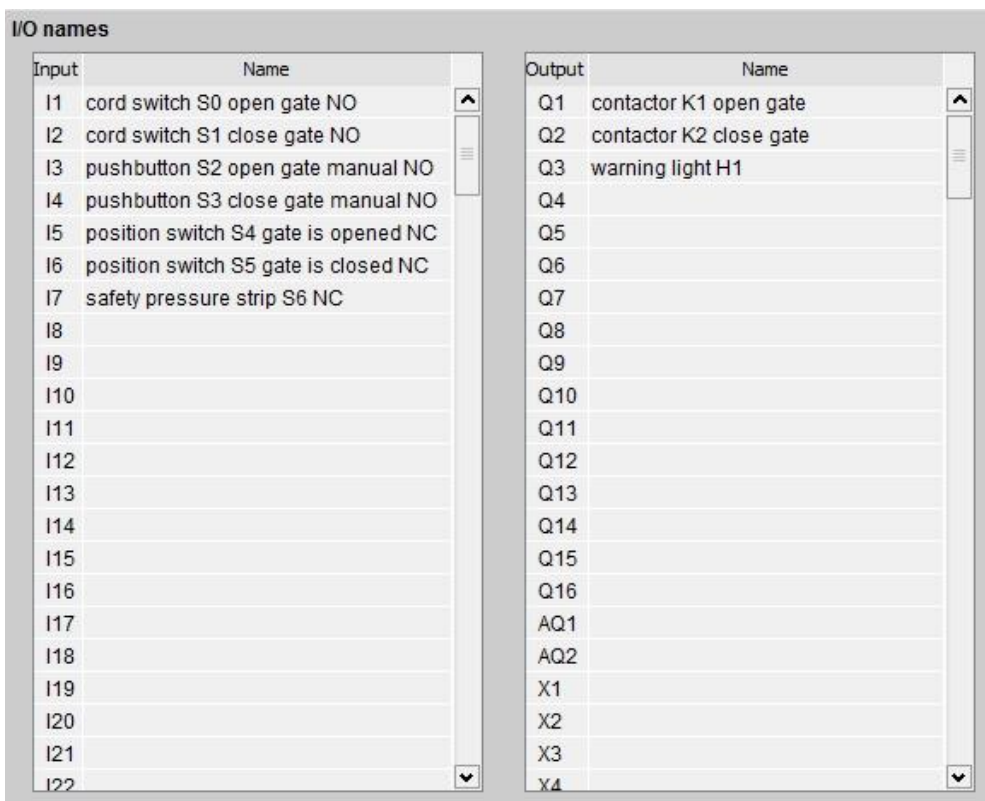 I/O names
Input Name
I1 cord switch S0 open gate NO
I2 cord switch S1 close gate NO
I3 pushbutton S2 open gate manual NO
I4 pushbutton S3 close gate manual NO
I5 position switch S4 gate is opened NC
I6 position switch S5 gate is closed NC
I7 safety pressure strip S6 NC
I8
I9
I10
I11
I12
I13
I14
I15
I16
I17
I18
I19
I20
I21
I22
Output Name
Q1 contactor K1 open gate
Q2 contactor K2 close gate
Q3 warning light H1
Q4
Q5
Q6
Q7
Q8
Q9
Q10
Q11
Q12
Q13
Q14
Q15
Q16
AQ1
AQ2
X1
X2
X3
X4